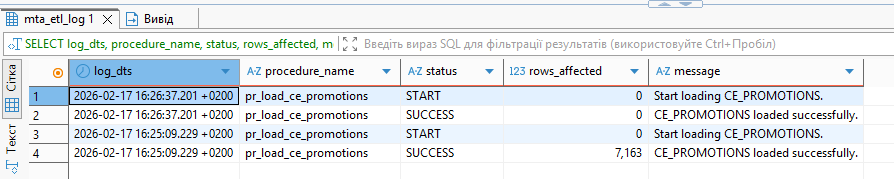 mta_etl_log 1 Вивід
SELECT log_dts, procedure_name, status, rows_affected, m Введіть вираз SQL для фільтрації результатів (використовуйте Ctrl+Пробіл)
Сітка
Текст
log_dts A-Z procedure_name A-Z status 123 rows_affected A-Z message
1 2026-02-17 16:26:37.201 +0200 pr_load_ce_promotions START 0 Start loading CE_PROMOTIONS.
2 2026-02-17 16:26:37.201 +0200 pr_load_ce_promotions SUCCESS 0 CE_PROMOTIONS loaded successfully.
3 2026-02-17 16:25:09.229 +0200 pr_load_ce_promotions START 0 Start loading CE_PROMOTIONS.
4 2026-02-17 16:25:09.229 +0200 pr_load_ce_promotions SUCCESS 7,163 CE_PROMOTIONS loaded successfully.